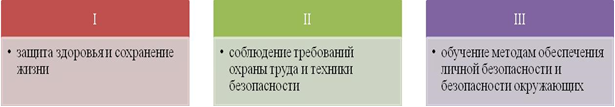 I
• защита здоровья и сохранение
жизни
II
• соблюдение требований
охраны труда и техники
безопасности
III
• обучение методам обеспечения
личной безопасности и
безопасности окружающих